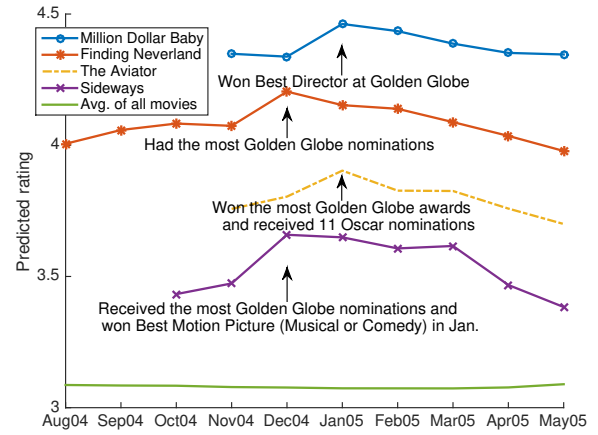 4.5
Million Dollar Baby
Finding Neverland
The Aviator
Sideways
Avg. of all movies
Won Best Director at Golden Globe
4
Had the most Golden Globe nominations
Predicted rating
Won the most Golden Globe awards
and received 11 Oscar nominations
3.5
Received the most Golden Globe nominations and
won Best Motion Picture (Musical or Comedy) in Jan.
3
Aug04 Sep04 Oct04 Nov04 Dec04 Jan05 Feb05 Mar05 Apr05 May05